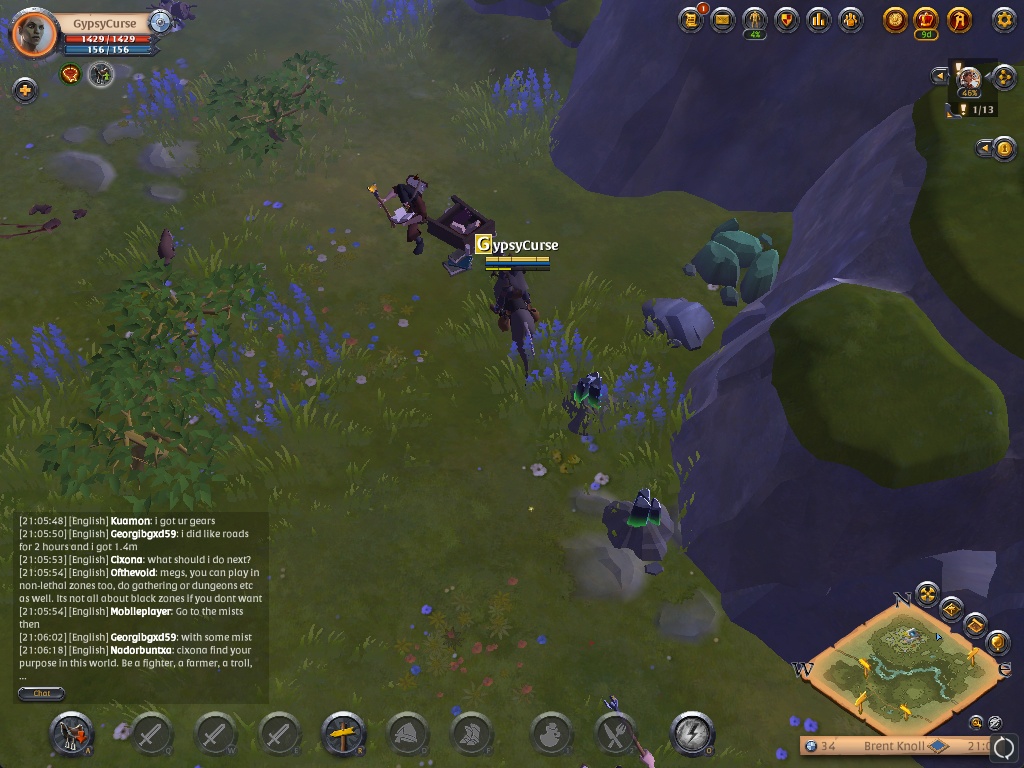 GypsyCurse
1429 / 1429
156 / 156
1
4%
9d
46%
1/13
1
GypsyCurse
[21:05:48] [English] Kuamon: i got ur gears
[21:05:50] [English] Georgibgxd59: i did like roads
for 2 hours and i got 1.4m
[21:05:53] [English] Cixona: what should i do next?
[21:05:54] [English] Ofthevoid: megs, you can play in
non-lethal zones too, do gathering or dungeons etc
as well. Its not all about black zones if you dont want
[21:05:54] [English] Moblieplayer: Go to the mists
then
[21:06:02] [English] Georgibgxd59: with some mist
[21:06:18] [English] Nadorbuntxa: cixona find your
purpose in this world. Be a fighter, a farmer, a troll,
...
Chat
N
W
E
A
Q
W
E
R
D
F
O
34
Brent Knoll